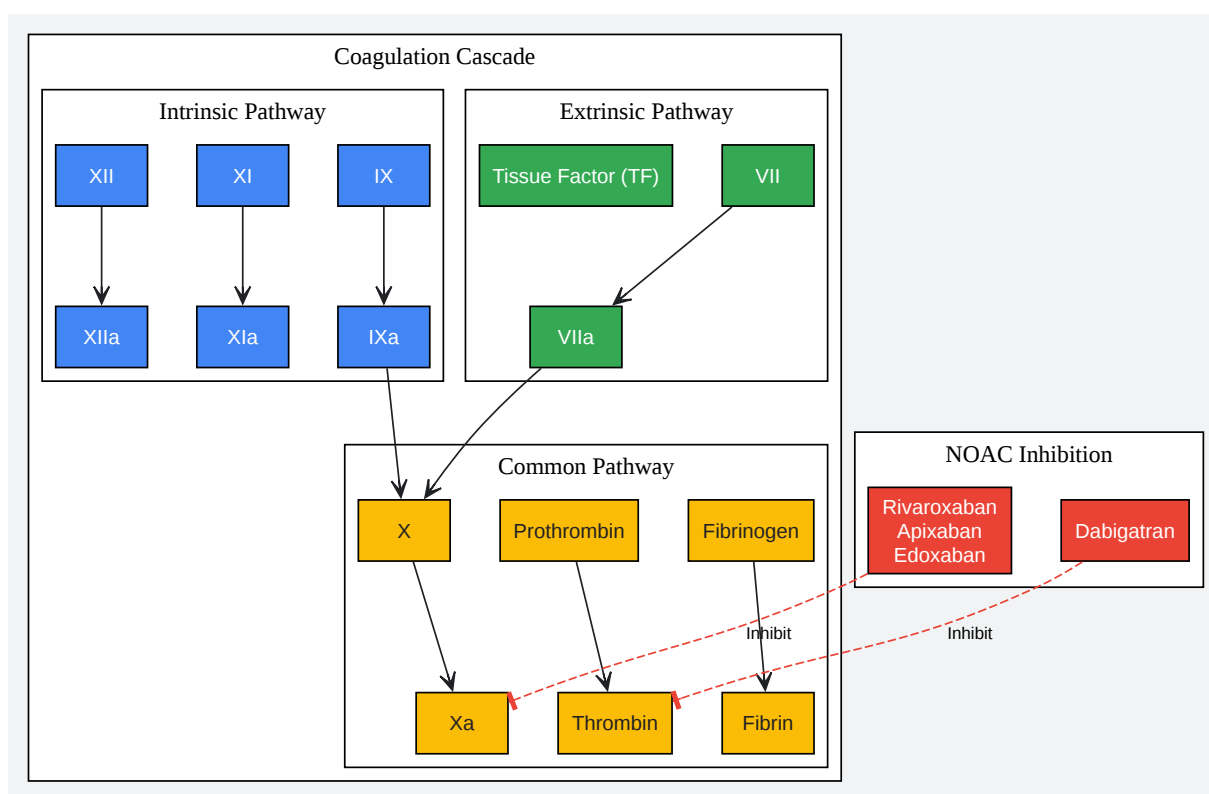 Coagulation Cascade
Intrinsic Pathway
XII
XI
IX
XIIa
XIa
IXa
Extrinsic Pathway
Tissue Factor (TF)
VII
VIIa
Common Pathway
X
Prothrombin
Fibrinogen
Xa
Thrombin
Fibrin
NOAC Inhibition
Rivaroxaban
Apixaban
Edoxaban
Dabigatran
Inhibit
Inhibit